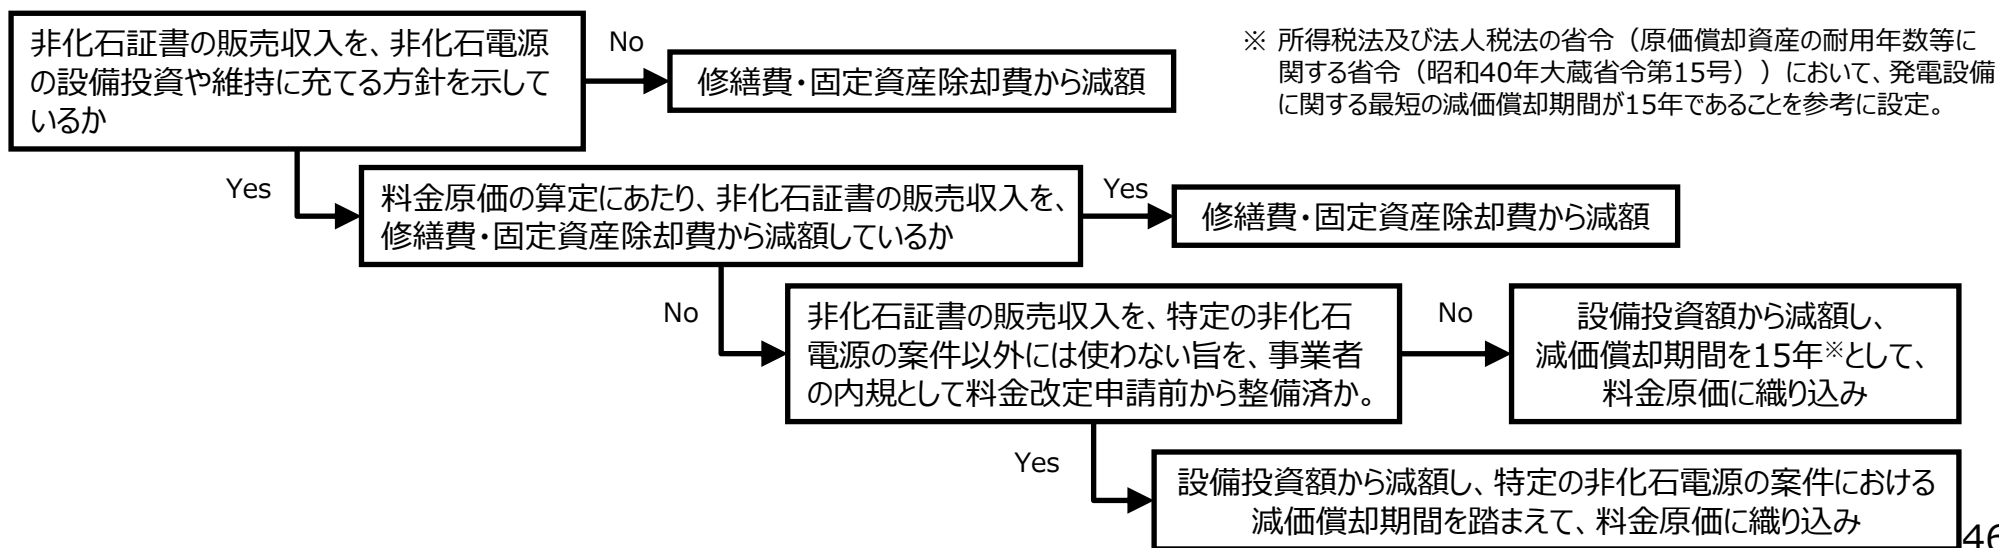 非化石証書の販売収入を、非化石電源
の設備投資や維持に充てる方針を示して
いるか
No
修繕費・固定資産除却費から減額
※ 所得税法及び法人税法の省令（原価償却資産の耐用年数等に
関する省令（昭和40年大蔵省令第15号））において、発電設備
に関する最短の減価償却期間が15年であることを参考に設定。
Yes
料金原価の算定にあたり、非化石証書の販売収入を、
修繕費・固定資産除却費から減額しているか
Yes
修繕費・固定資産除却費から減額
No
非化石証書の販売収入を、特定の非化石
電源の案件以外には使わない旨を、事業者
の内規として料金改定申請前から整備済か。
No
設備投資額から減額し、
減価償却期間を15年※として、
料金原価に織り込み
Yes
設備投資額から減額し、特定の非化石電源の案件における
減価償却期間を踏まえて、料金原価に織り込み
46